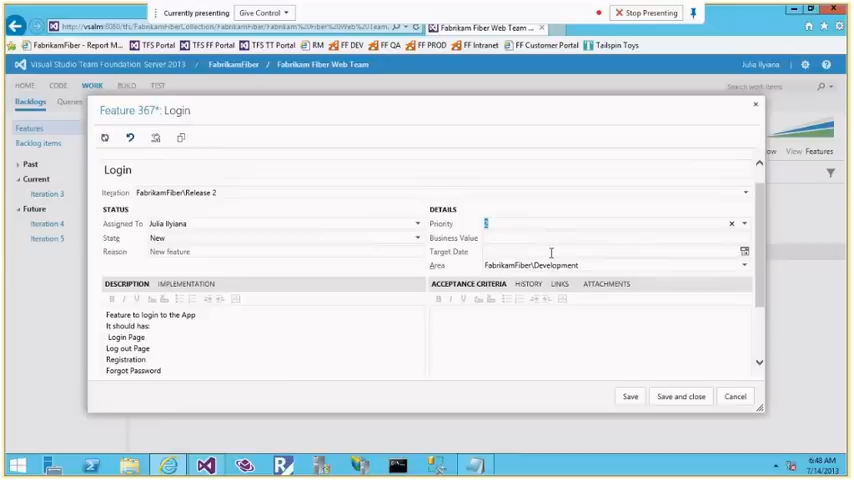 Currently presenting Give Control Stop Presenting
Fabrikam Fiber Web Team ...
FabrikamFiber - Report M... TFS Portal TFS FF Portal TFS TT Portal RM FF DEV FF QA FF PROD FF Intranet FF Customer Portal Tailspin Toys
Visual Studio Team Foundation Server 2013 FabrikamFiber / Fabrikam Fiber Web Team Julia Ilyiana
HOME CODE WORK BUILD TEST Search work items
Backlogs Queries
Feature 367*: Login
Features
Backlog items
View Features
Past
Current
Iteration 3
Future
Iteration 4
Iteration 5
Login
Iteration FabrikamFiber\Release 2
STATUS DETAILS
Assigned To Julia Ilyiana Priority 2
State New Business Value
Reason New feature Target Date
Area FabrikamFiber\Development
DESCRIPTION IMPLEMENTATION ACCEPTANCE CRITERIA HISTORY LINKS ATTACHMENTS
Feature to login to the App
It should has:
Login Page
Log out Page
Registration
Forgot Password
Save Save and close Cancel
6:48 AM
7/14/2013